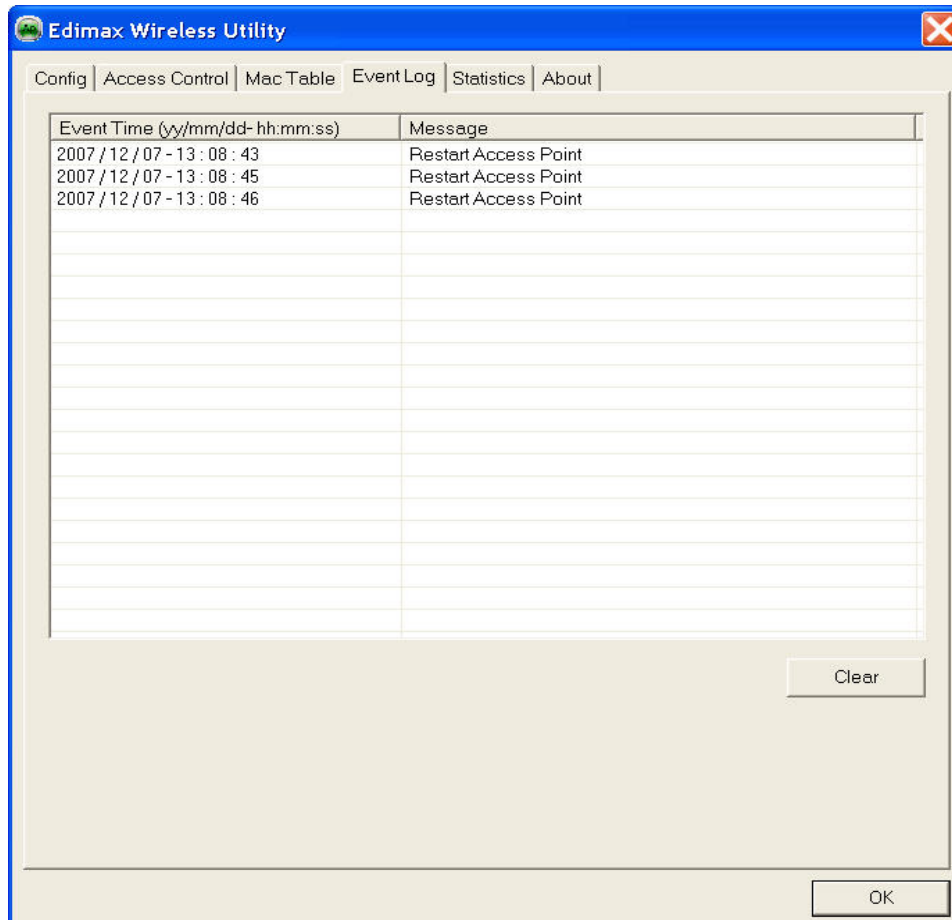 Edimax Wireless Utility
Config Access Control Mac Table Event Log Statistics About
Event Time (yy/mm/dd- hh:mm:ss) Message
2007 / 12 / 07 - 13 : 08 : 43 Restart Access Point
2007 / 12 / 07 - 13 : 08 : 45 Restart Access Point
2007 / 12 / 07 - 13 : 08 : 46 Restart Access Point
Clear
OK